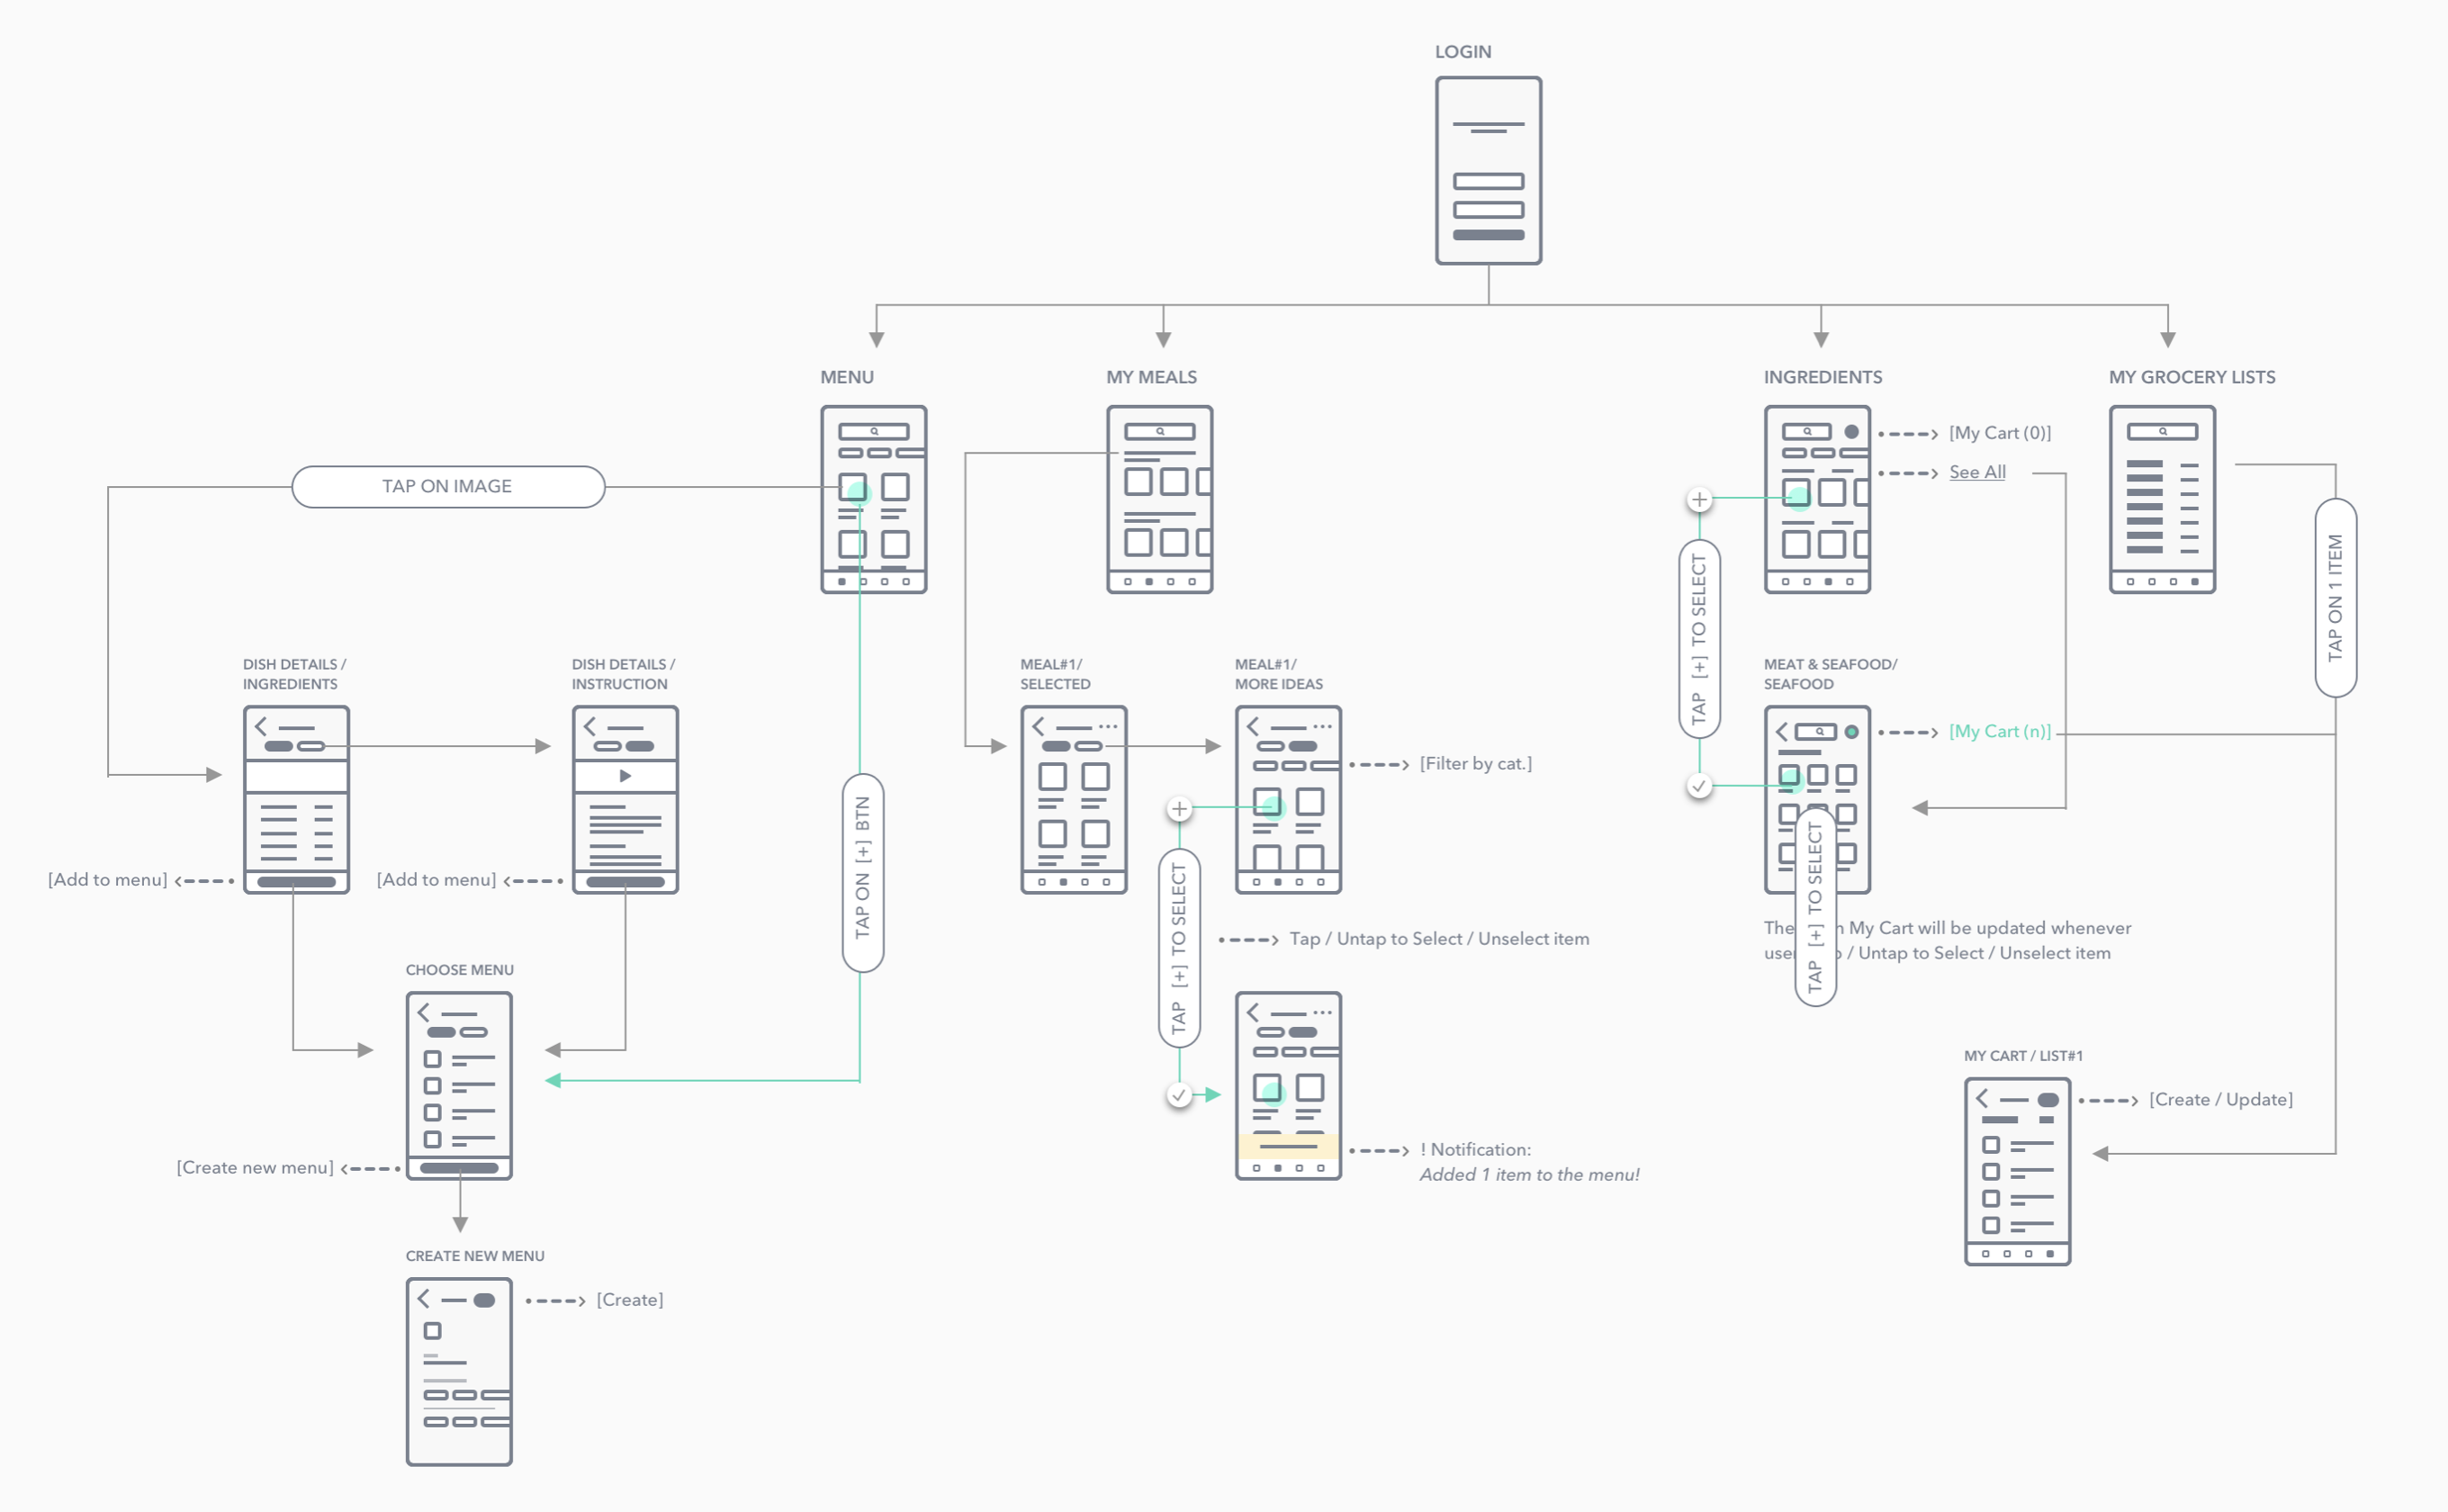 LOGIN
MENU
MY MEALS
INGREDIENTS
MY GROCERY LISTS
[My Cart (0)]
See All
TAP ON IMAGE
TAP [+] TO SELECT
TAP ON 1 ITEM
DISH DETAILS /
INGREDIENTS
DISH DETAILS /
INSTRUCTION
MEAL#1/
SELECTED
MEAL#1/
MORE IDEAS
MEAT & SEAFOOD/
SEAFOOD
[My Cart (n)]
[Filter by cat.]
TAP ON [+] BTN
TAP [+] TO SELECT
TAP [+] TO SELECT
[Add to menu]
[Add to menu]
Tap / Untap to Select / Unselect item
The My Cart will be updated whenever
/ Untap to Select / Unselect item
CHOOSE MENU
[Create new menu]
! Notification:
Added 1 item to the menu!
MY CART / LIST#1
[Create / Update]
CREATE NEW MENU
[Create]